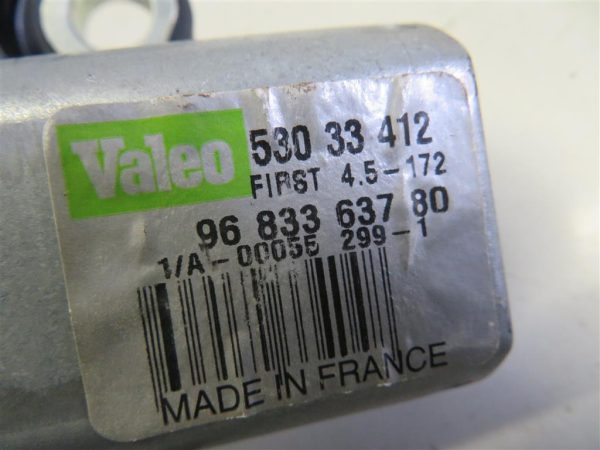 Valeo
530 33 412
FIRST 4.5-172
96 833 637 80
1/A-00055 299-1
MADE IN FRANCE